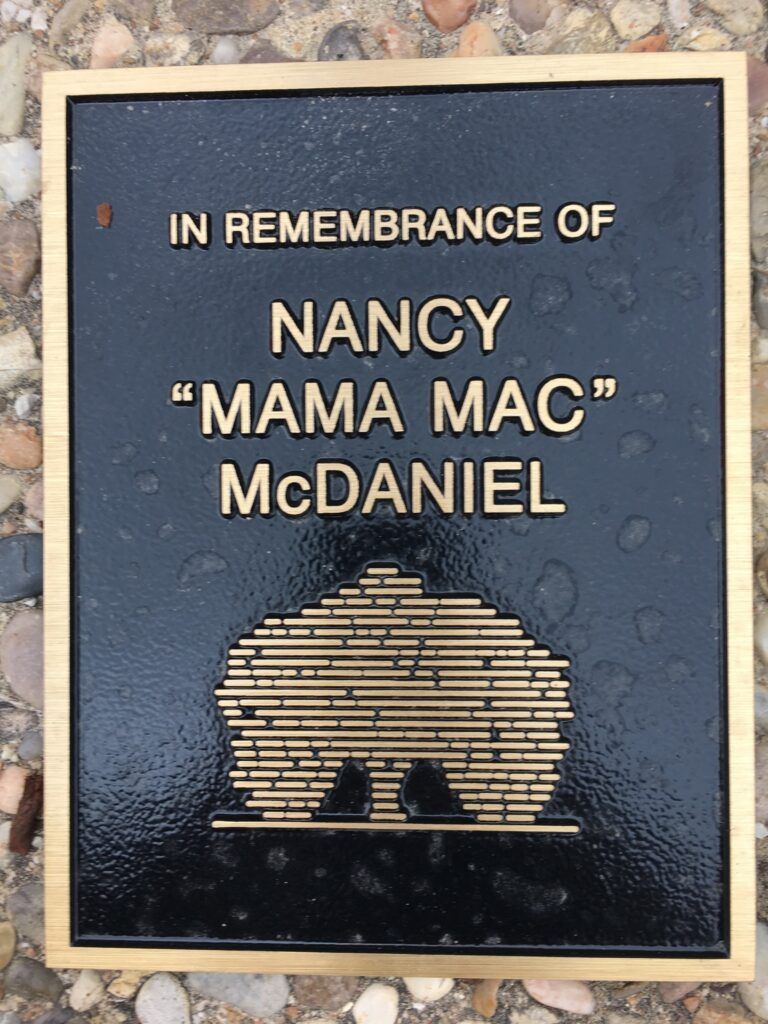 IN REMEMBRANCE OF
NANCY
“MAMA MAC”
McDANIEL